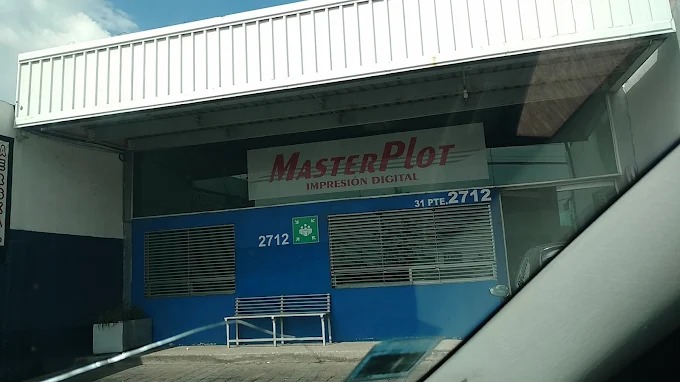 MASTERPLOT
IMPRESIÓN DIGITAL
31 PTE. 2712
2712